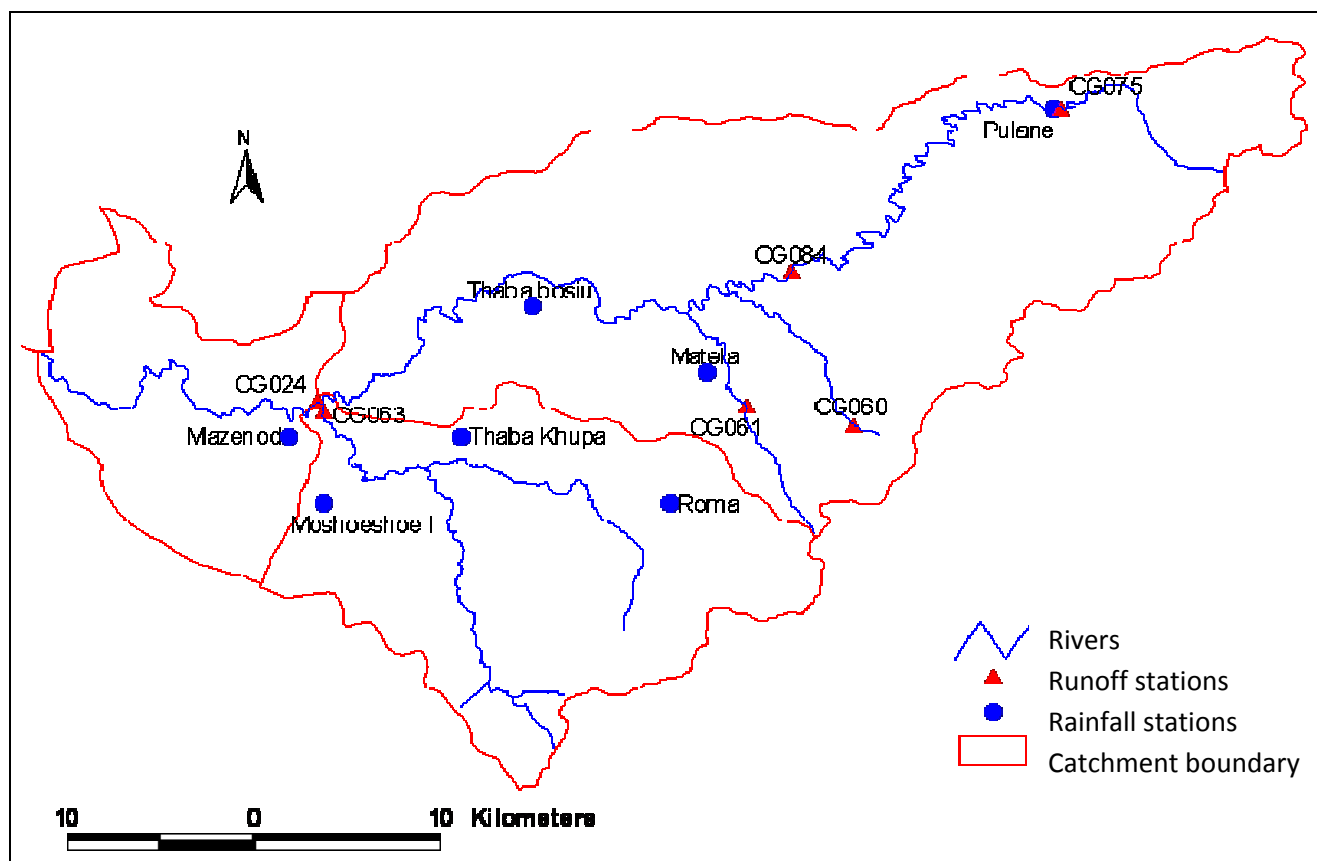 CG075
Pulane
N
CG084
Thaba bosiu
Matela
CG024
CG063
CG061
CG060
Mazenod
Thaba Khupa
Moshoeshoe I
Roma
Rivers
Runoff stations
Rainfall stations
Catchment boundary
10 0 10 Kilometers